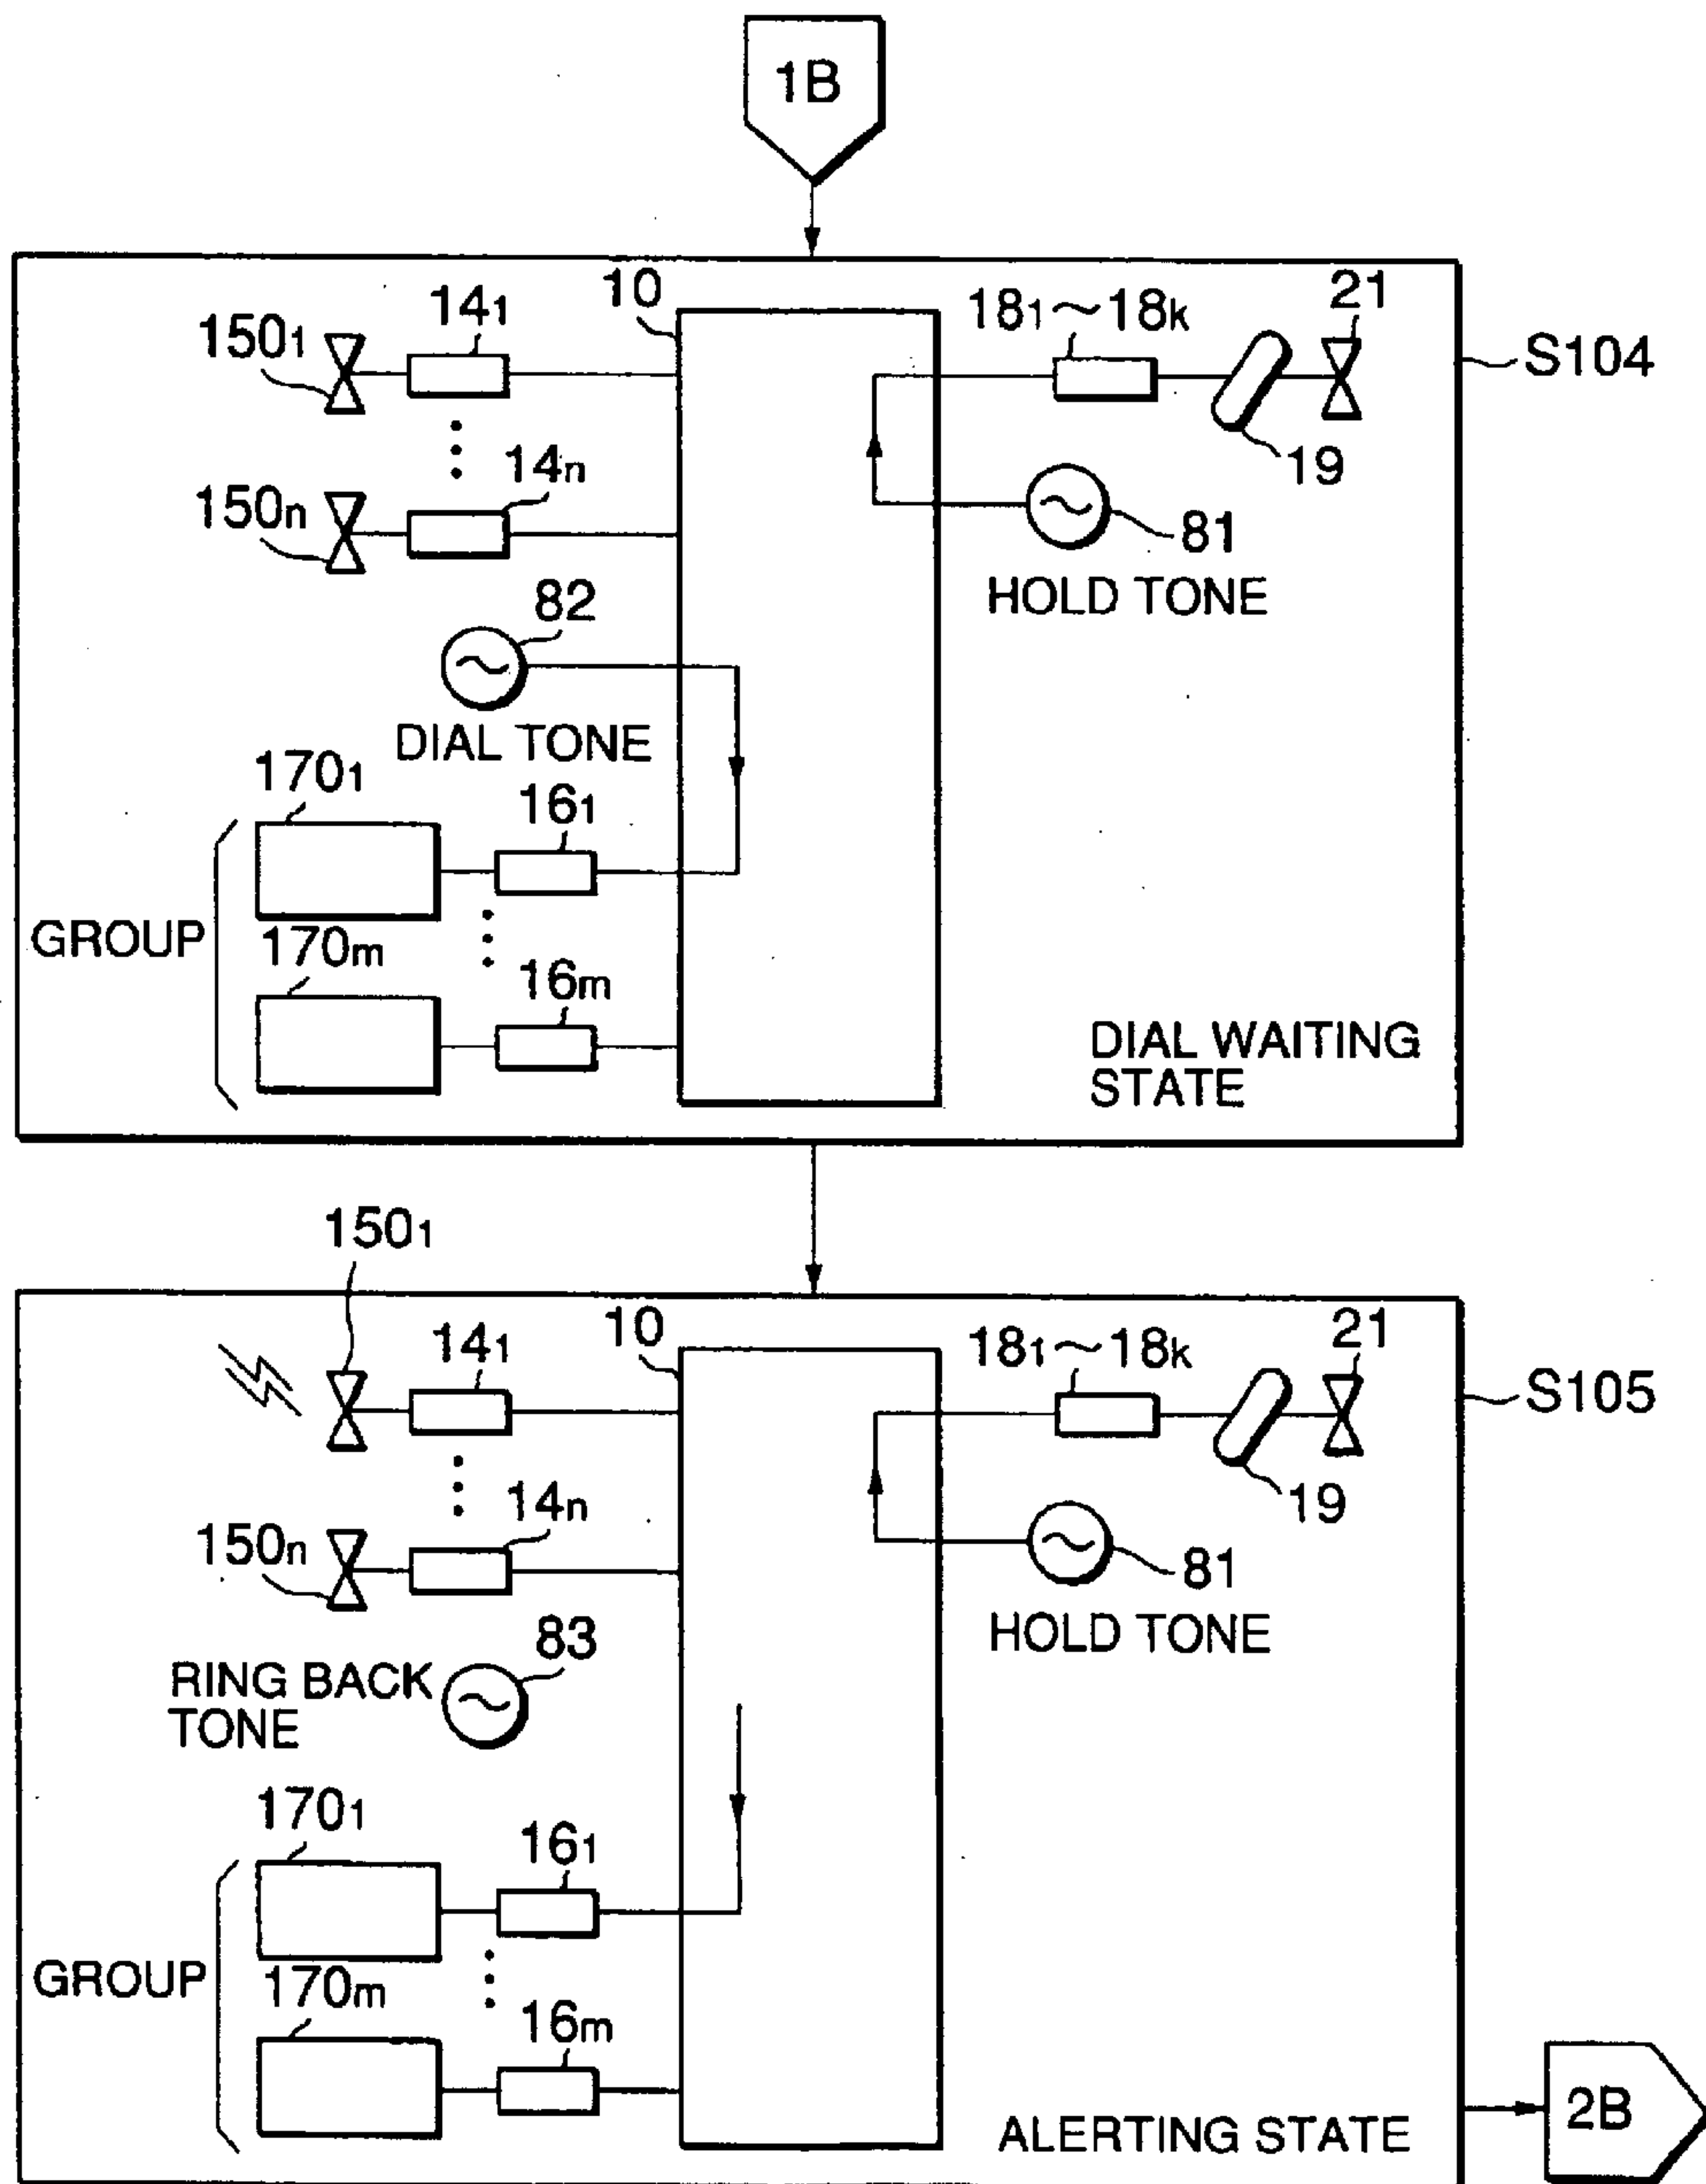 1B
10
14₁
18₁~18ₖ
21
150₁
S104
19
14ₙ
150ₙ
81
HOLD TONE
82
DIAL TONE
170₁
16₁
GROUP
170ₘ
16ₘ
DIAL WAITING
STATE
150₁
10
14₁
18₁~18ₖ
21
S105
19
14ₙ
150ₙ
81
HOLD TONE
83
RING BACK
TONE
170₁
16₁
GROUP
170ₘ
16ₘ
2B
ALERTING STATE